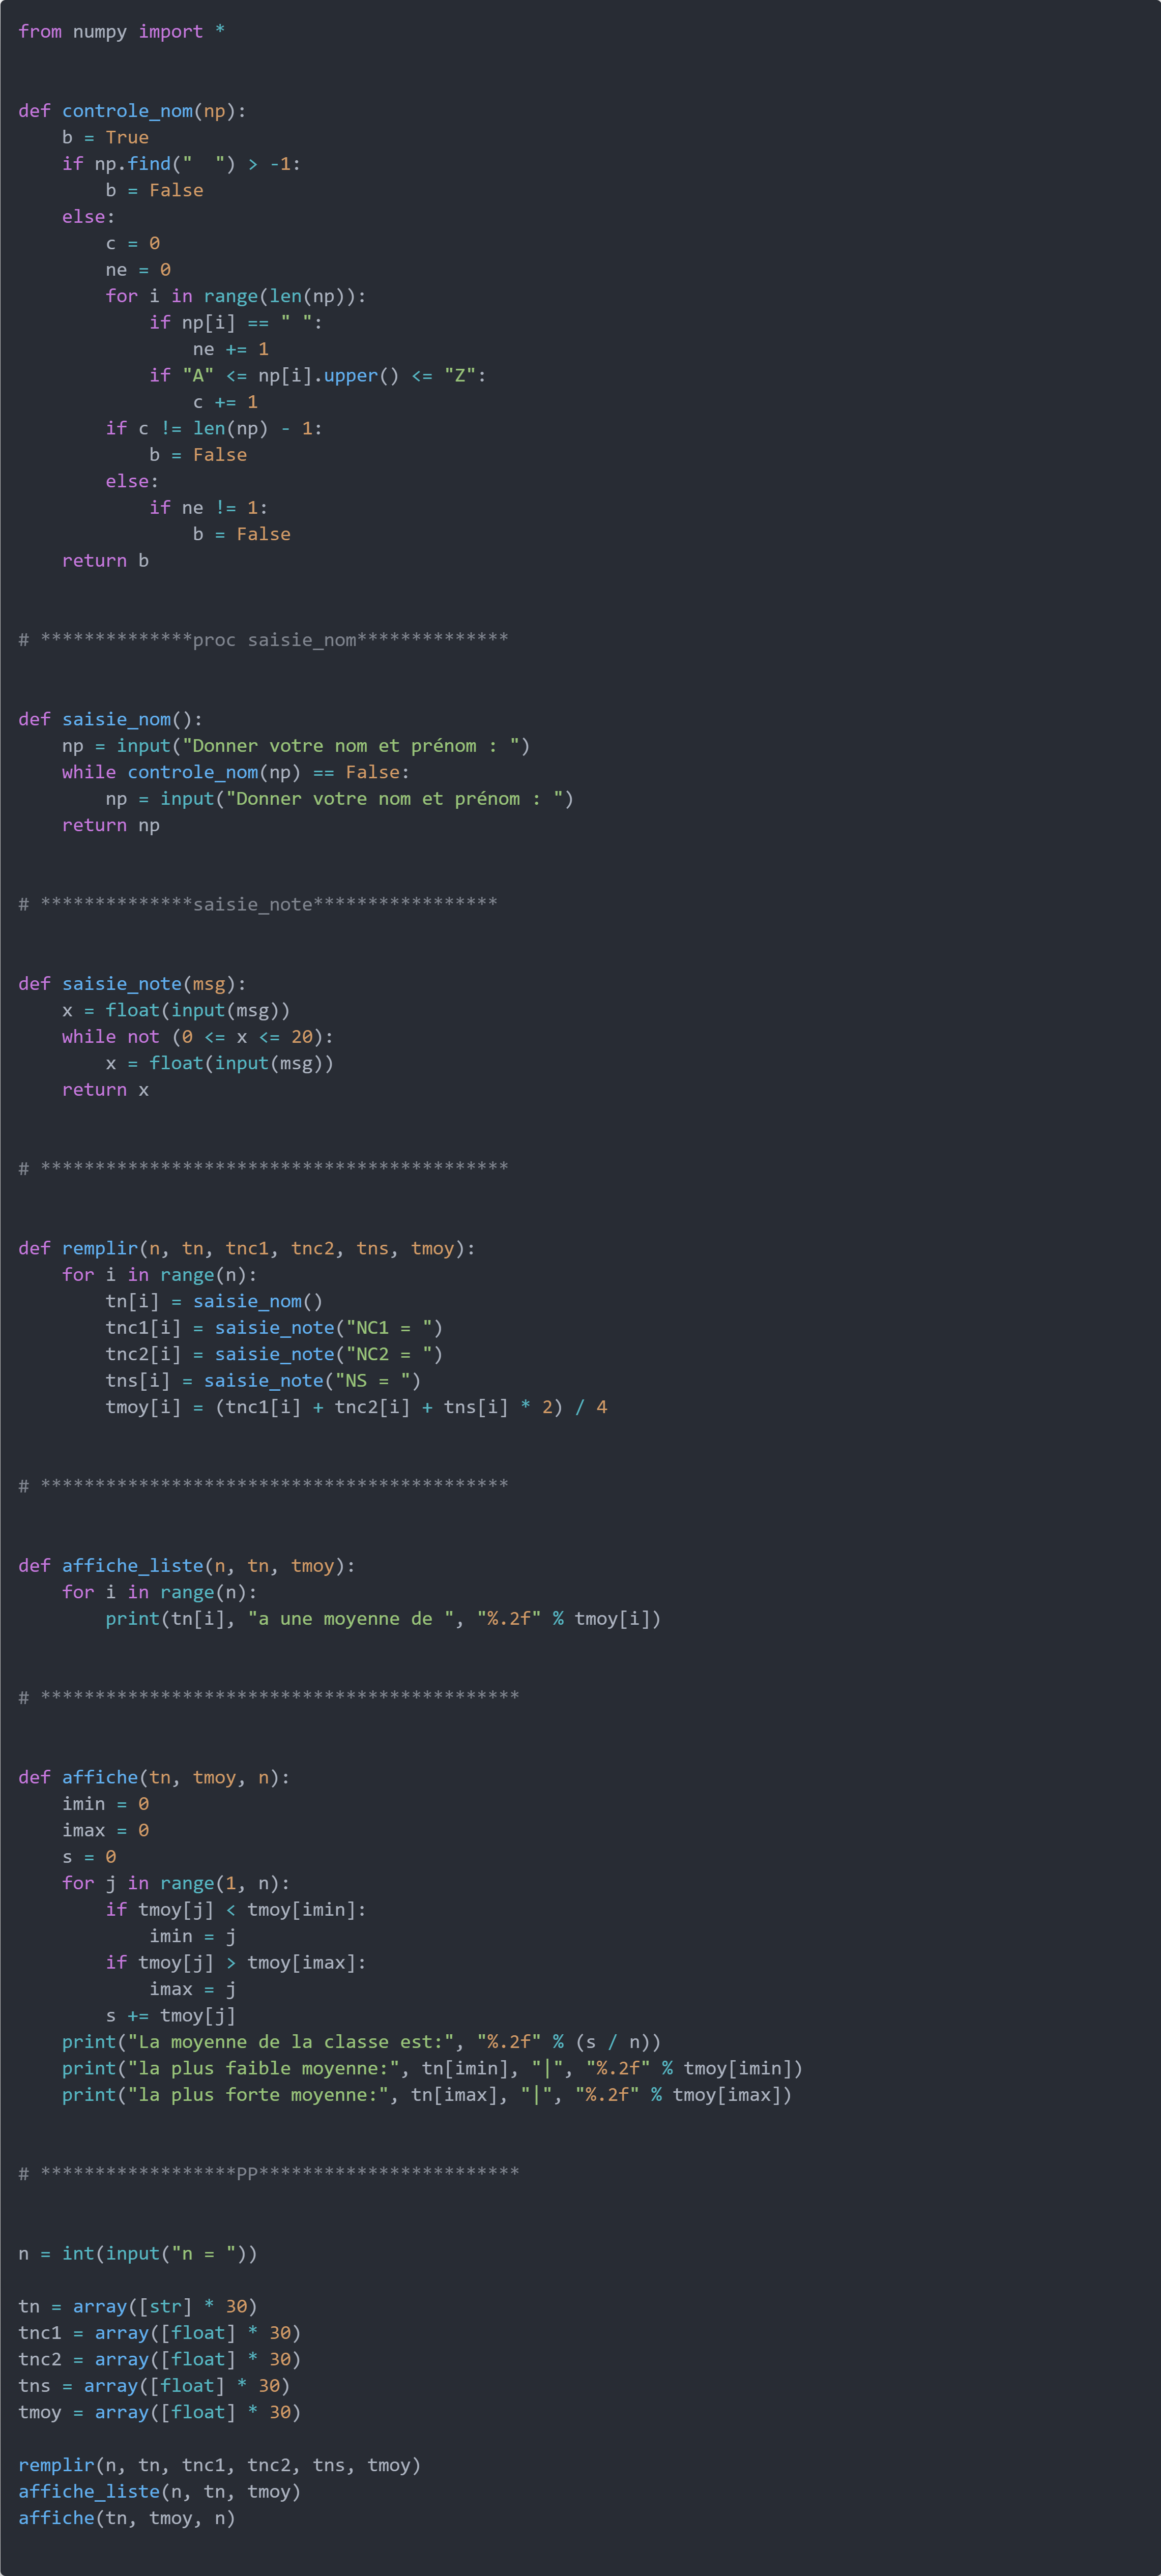 from numpy import *
def controle_nom(np):
    b = True
    if np.find("  ") > -1:
        b = False
    else:
        c = 0
        ne = 0
        for i in range(len(np)):
            if np[i] == " ":
                ne += 1
            if "A" <= np[i].upper() <= "Z":
                c += 1
        if c != len(np) - 1:
            b = False
        else:
            if ne != 1:
                b = False
    return b
# **************proc saisie_nom**************
def saisie_nom():
    np = input("Donner votre nom et prénom : ")
    while controle_nom(np) == False:
        np = input("Donner votre nom et prénom : ")
    return np
# **************saisie_note*****************
def saisie_note(msg):
    x = float(input(msg))
    while not (0 <= x <= 20):
        x = float(input(msg))
    return x
# *******************************************
def remplir(n, tn, tnc1, tnc2, tns, tmoy):
    for i in range(n):
        tn[i] = saisie_nom()
        tnc1[i] = saisie_note("NC1 = ")
        tnc2[i] = saisie_note("NC2 = ")
        tns[i] = saisie_note("NS = ")
        tmoy[i] = (tnc1[i] + tnc2[i] + tns[i] * 2) / 4
# *******************************************
def affiche_liste(n, tn, tmoy):
    for i in range(n):
        print(tn[i], "a une moyenne de ", "%.2f" % tmoy[i])
# ********************************************
def affiche(tn, tmoy, n):
    imin = 0
    imax = 0
    s = 0
    for j in range(1, n):
        if tmoy[j] < tmoy[imin]:
            imin = j
        if tmoy[j] > tmoy[imax]:
            imax = j
        s += tmoy[j]
    print("La moyenne de la classe est:", "%.2f" % (s / n))
    print("la plus faible moyenne:", tn[imin], "|", "%.2f" % tmoy[imin])
    print("la plus forte moyenne:", tn[imax], "|", "%.2f" % tmoy[imax])
# ******************PP************************
n = int(input("n = "))
tn = array([str] * 30)
tnc1 = array([float] * 30)
tnc2 = array([float] * 30)
tns = array([float] * 30)
tmoy = array([float] * 30)
remplir(n, tn, tnc1, tnc2, tns, tmoy)
affiche_liste(n, tn, tmoy)
affiche(tn, tmoy, n)